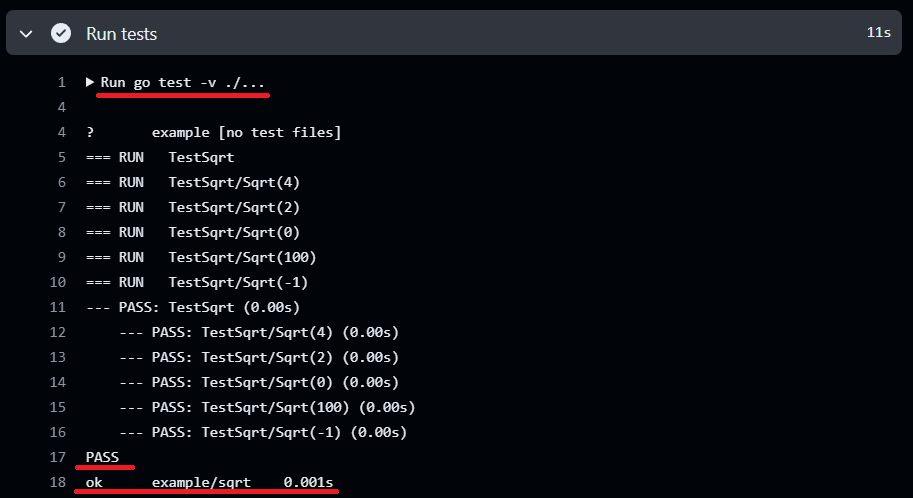 Run tests 11s
1 Run go test -v ./...
4
4 ? example [no test files]
5 === RUN TestSqrt
6 === RUN TestSqrt/Sqrt(4)
7 === RUN TestSqrt/Sqrt(2)
8 === RUN TestSqrt/Sqrt(0)
9 === RUN TestSqrt/Sqrt(100)
10 === RUN TestSqrt/Sqrt(-1)
11 --- PASS: TestSqrt (0.00s)
12 --- PASS: TestSqrt/Sqrt(4) (0.00s)
13 --- PASS: TestSqrt/Sqrt(2) (0.00s)
14 --- PASS: TestSqrt/Sqrt(0) (0.00s)
15 --- PASS: TestSqrt/Sqrt(100) (0.00s)
16 --- PASS: TestSqrt/Sqrt(-1) (0.00s)
17 PASS
18 ok example/sqrt 0.001s